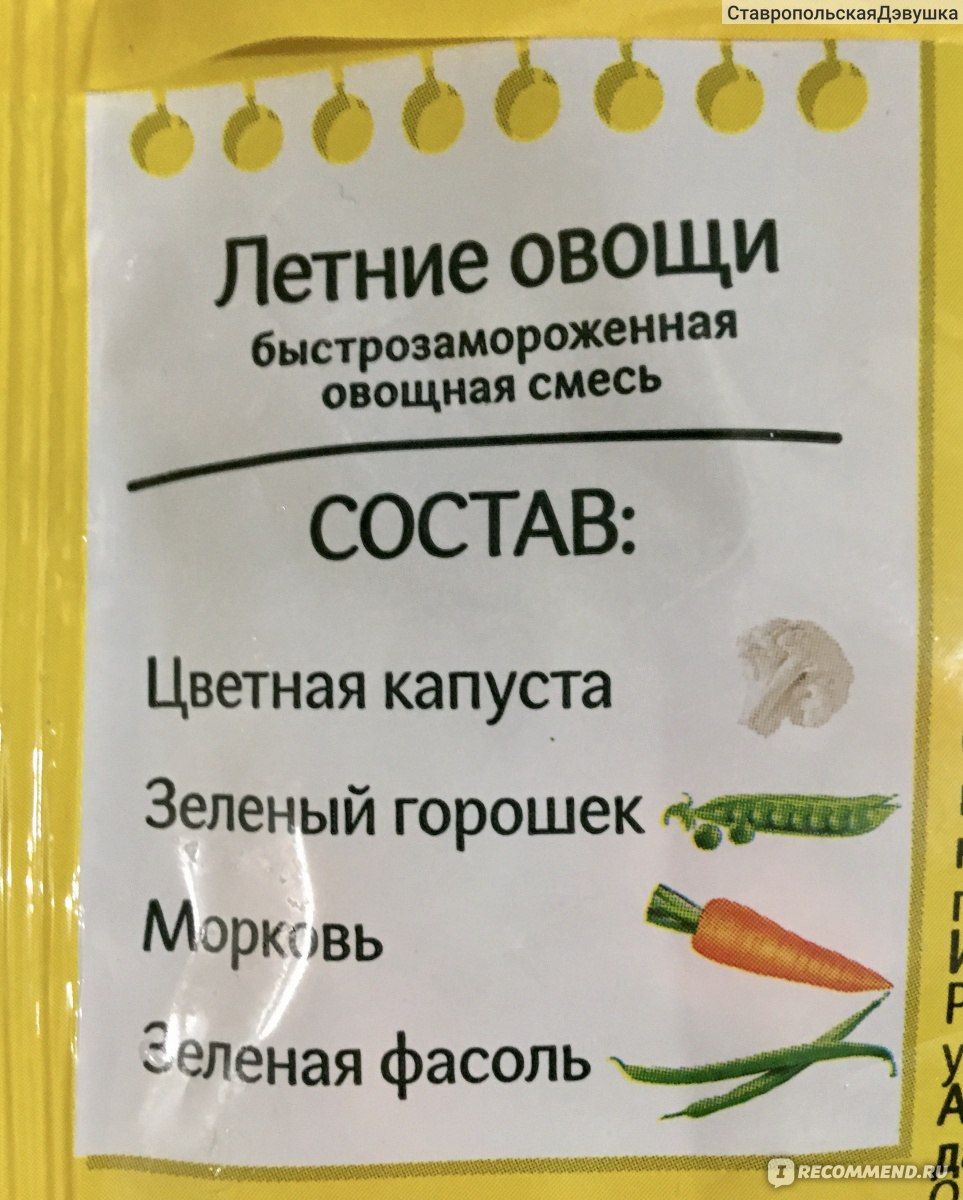 СтавропольскаяДэвушка
Летние овощи
быстрозамороженная
овощная смесь
СОСТАВ:
Цветная капуста
Зеленый горошек
Морковь
Зеленая фасоль
I RECOMMEND.RU